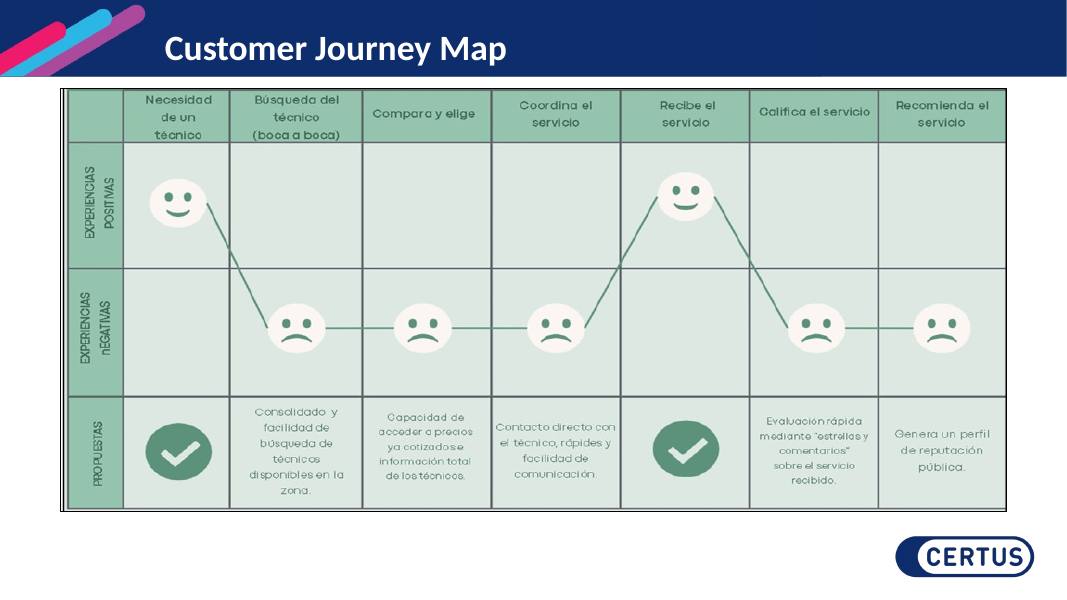 Customer Journey Map
Necesidad
de un
técnico
Búsqueda del
técnico
(boca a boca)
Compara y elige
Coordina el
servicio
Recibe el
servicio
Califica el servicio
Recomienda el
servicio
EXPERIENCIAS
POSITIVAS
EXPERIENCIAS
nEGATIVAS
PROPUESTAS
Consolidado y
facilidad de
búsqueda de
técnicos
disponibles en la
zona.
Capacidad de
acceder a precios
ya cotizados e
información total
de los técnicos.
Contacto directo con
el técnico, rápides y
facilidad de
comunicación.
Evaluación rápida
mediante "estrellas y
comentarios"
sobre el servicio
recibido.
Genera un perfil
de reputación
pública.
CERTUS